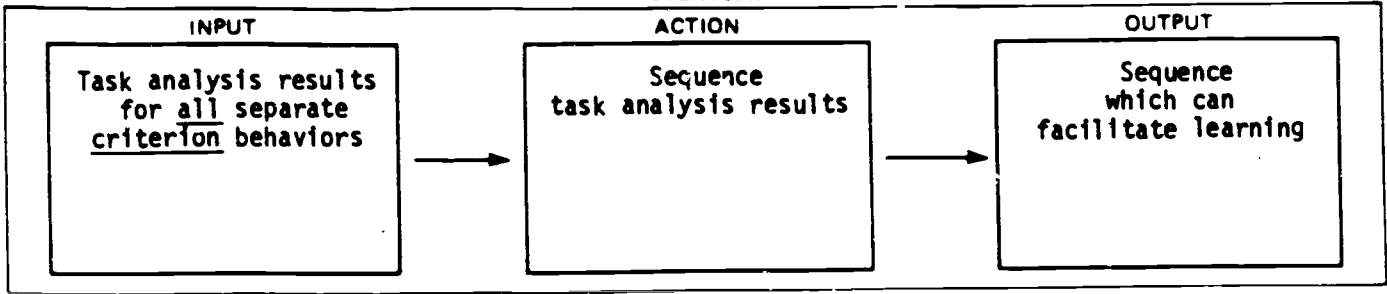 INPUT
Task analysis results
for all separate
criterion behaviors
ACTION
Sequence
task analysis results
OUTPUT
Sequence
which can
facilitate learning